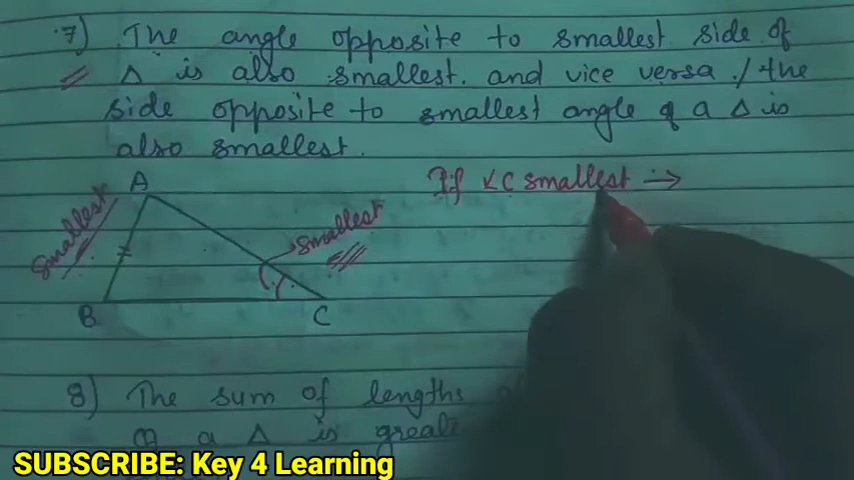 7) The angle opposite to smallest side of
Δ is also smallest. and vice versa. / the
side opposite to smallest angle of a Δ is
also smallest.
A
If ∠C smallest →
smallest
smallest
B
C
8) The sum of lengths
of a Δ is
SUBSCRIBE: Key 4 Learning